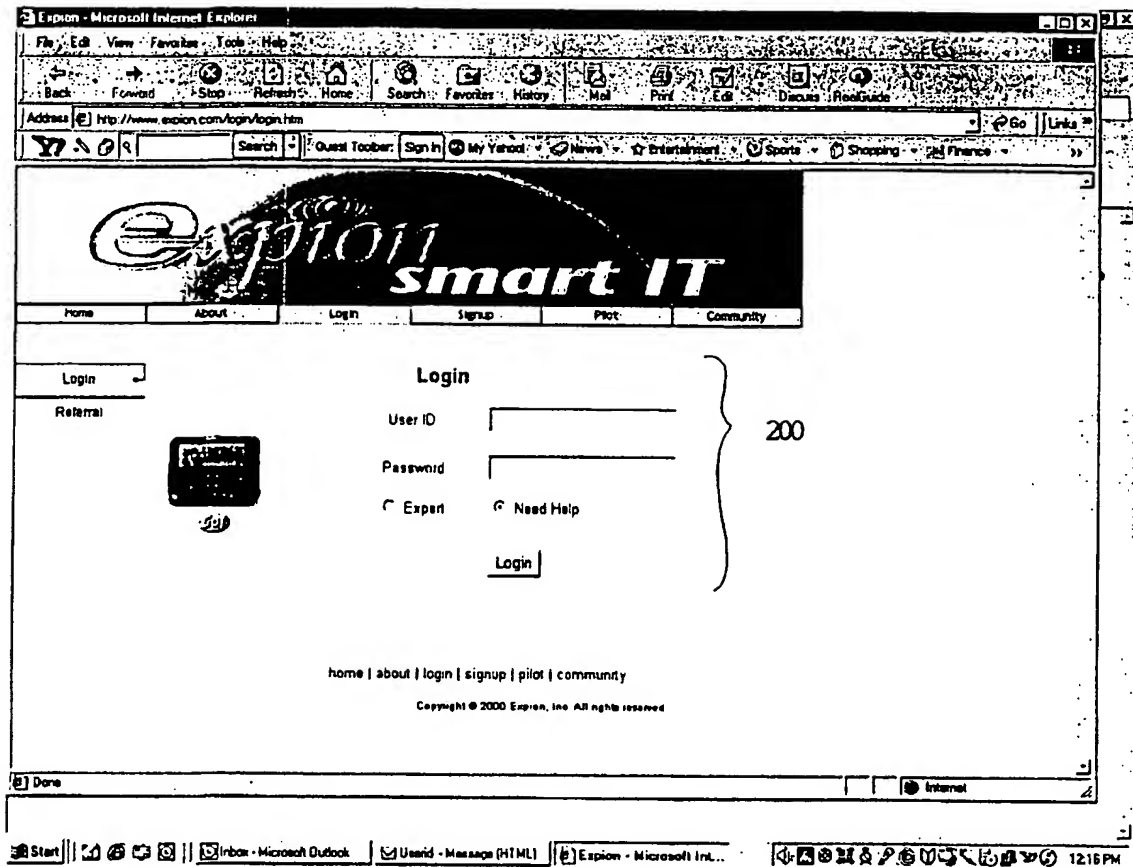 Expion - Microsoft Internet Explorer
File Edit View Favorites Tools Help
Back Forward Stop Refresh Home Search Favorites History Mail Print Edit Discuss RealGuide
Address http://www.expion.com/login/login.htm Go Links »
Y? Search Guest Toolbar: Sign In My Yahoo! News Entertainment Sports Shopping Finance »
expion
smart IT
Home About Login Signup Pilot Community
Login
Referral
Login
User ID
200
Password
Expert Need Help
Go!
Login
home | about | login | signup | pilot | community
Copyright © 2000 Expion, Inc All rights reserved
Done Internet
Start Inbox - Microsoft Outlook Userid - Message (HTML) Expion - Microsoft Int... 12:16 PM